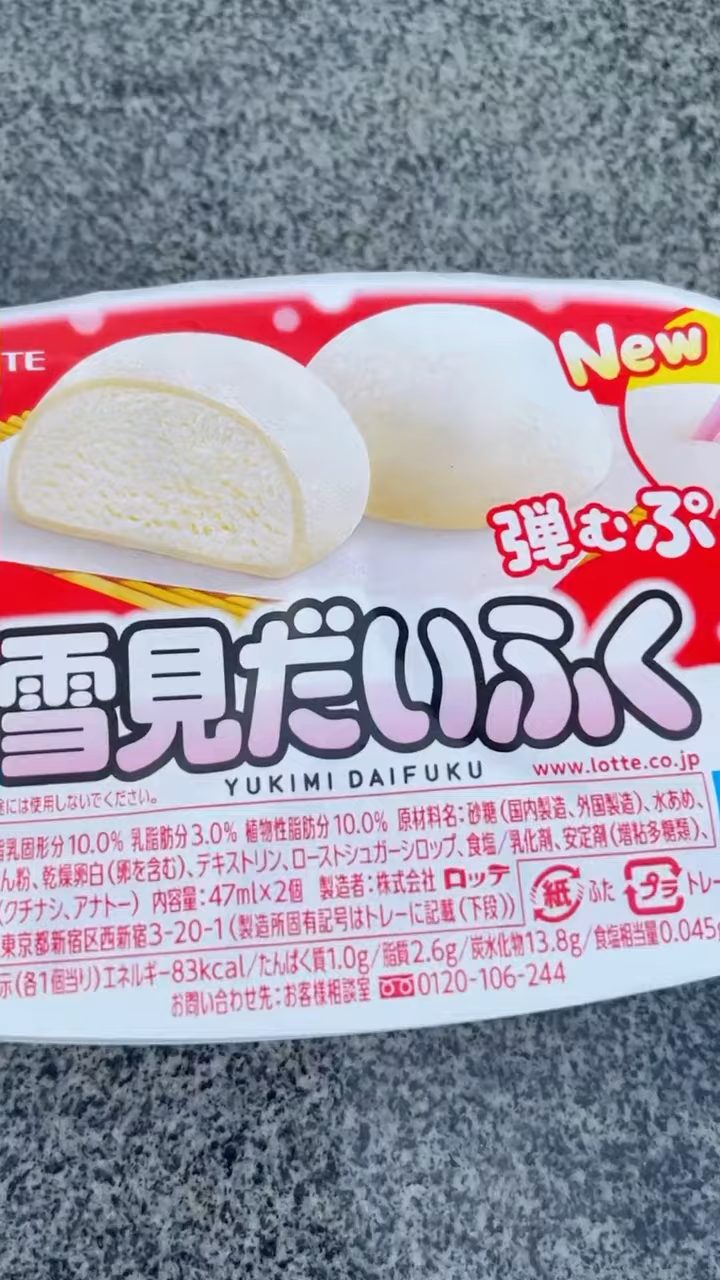 TTE
New
弾むぷ
雪見だいふく
YUKIMI DAIFUKU
www.lotte.co.jp
には使用しないでください。
乳固形分10.0% 乳脂肪分3.0% 植物性脂肪分10.0% 原材料名:砂糖(国内製造、外国製造)、水あめ、
ん粉、乾燥卵白(卵を含む)、デキストリン、ローストシュガーシロップ、食塩/乳化剤、安定剤(増粘多糖類)、
(クチナシ、アナトー) 内容量:47ml×2個 製造者:株式会社 ロッテ
紙 ふた プラ トレー
東京都新宿区西新宿3-20-1(製造所固有記号はトレーに記載(下段))
示(各1個当り)エネルギー83kcal/たんぱく質1.0g/脂質2.6g/炭水化物13.8g/食塩相当量0.045g
お問い合わせ先:お客様相談室 0120-106-244